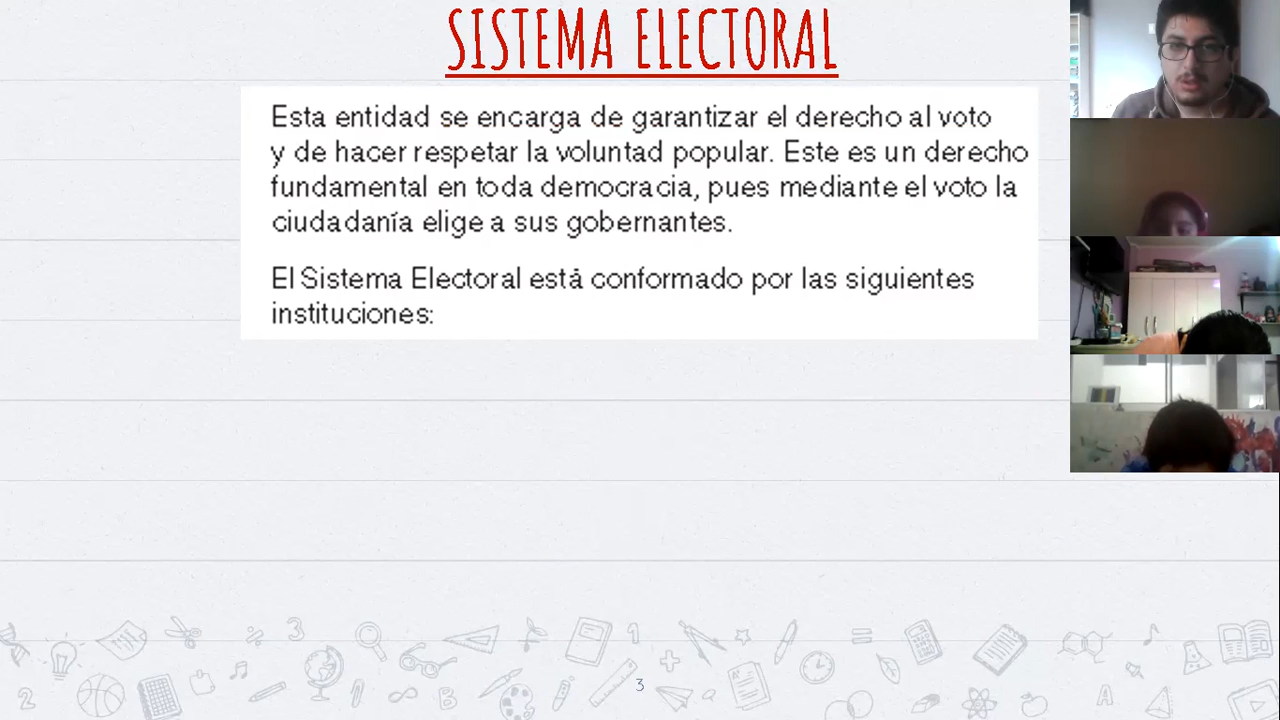 SISTEMA ELECTORAL
Esta entidad se encarga de garantizar el derecho al voto
y de hacer respetar la voluntad popular. Este es un derecho
fundamental en toda democracia, pues mediante el voto la
ciudadanía elige a sus gobernantes.
El Sistema Electoral está conformado por las siguientes
instituciones:
3